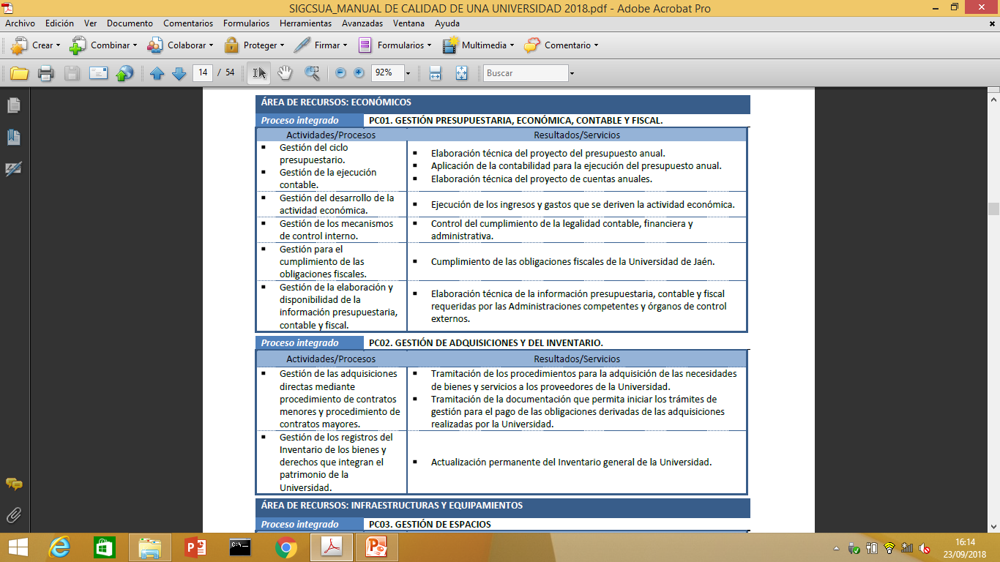 SIGCSUA_MANUAL DE CALIDAD DE UNA UNIVERSIDAD 2018.pdf - Adobe Acrobat Pro
Archivo Edición Ver Documento Comentarios Formularios Herramientas Avanzadas Ventana Ayuda
Crear Combinar Colaborar Proteger Firmar Formularios Multimedia Comentario
14 / 54 92% Buscar
ÁREA DE RECURSOS: ECONÓMICOS
Proceso integrado PC01. GESTIÓN PRESUPUESTARIA, ECONÓMICA, CONTABLE Y FISCAL.
Actividades/Procesos Resultados/Servicios
▪ Gestión del ciclo
presupuestario.
▪ Gestión de la ejecución
contable.
▪ Elaboración técnica del proyecto del presupuesto anual.
▪ Aplicación de la contabilidad para la ejecución del presupuesto anual.
▪ Elaboración técnica del proyecto de cuentas anuales.
▪ Gestión del desarrollo de la
actividad económica.
▪ Ejecución de los ingresos y gastos que se deriven la actividad económica.
▪ Gestión de los mecanismos
de control interno.
▪ Control del cumplimiento de la legalidad contable, financiera y
administrativa.
▪ Gestión para el
cumplimiento de las
obligaciones fiscales.
▪ Cumplimiento de las obligaciones fiscales de la Universidad de Jaén.
▪ Gestión de la elaboración y
disponibilidad de la
información presupuestaria,
contable y fiscal.
▪ Elaboración técnica de la información presupuestaria, contable y fiscal
requeridas por las Administraciones competentes y órganos de control
externos.
Proceso integrado PC02. GESTIÓN DE ADQUISICIONES Y DEL INVENTARIO.
Actividades/Procesos Resultados/Servicios
▪ Gestión de las adquisiciones
directas mediante
procedimiento de contratos
menores y procedimiento de
contratos mayores.
▪ Tramitación de los procedimientos para la adquisición de las necesidades
de bienes y servicios a los proveedores de la Universidad.
▪ Tramitación de la documentación que permita iniciar los trámites de
gestión para el pago de las obligaciones derivadas de las adquisiciones
realizadas por la Universidad.
▪ Gestión de los registros del
Inventario de los bienes y
derechos que integran el
patrimonio de la
Universidad.
▪ Actualización permanente del Inventario general de la Universidad.
ÁREA DE RECURSOS: INFRAESTRUCTURAS Y EQUIPAMIENTOS
Proceso integrado PC03. GESTIÓN DE ESPACIOS
16:14
23/09/2018